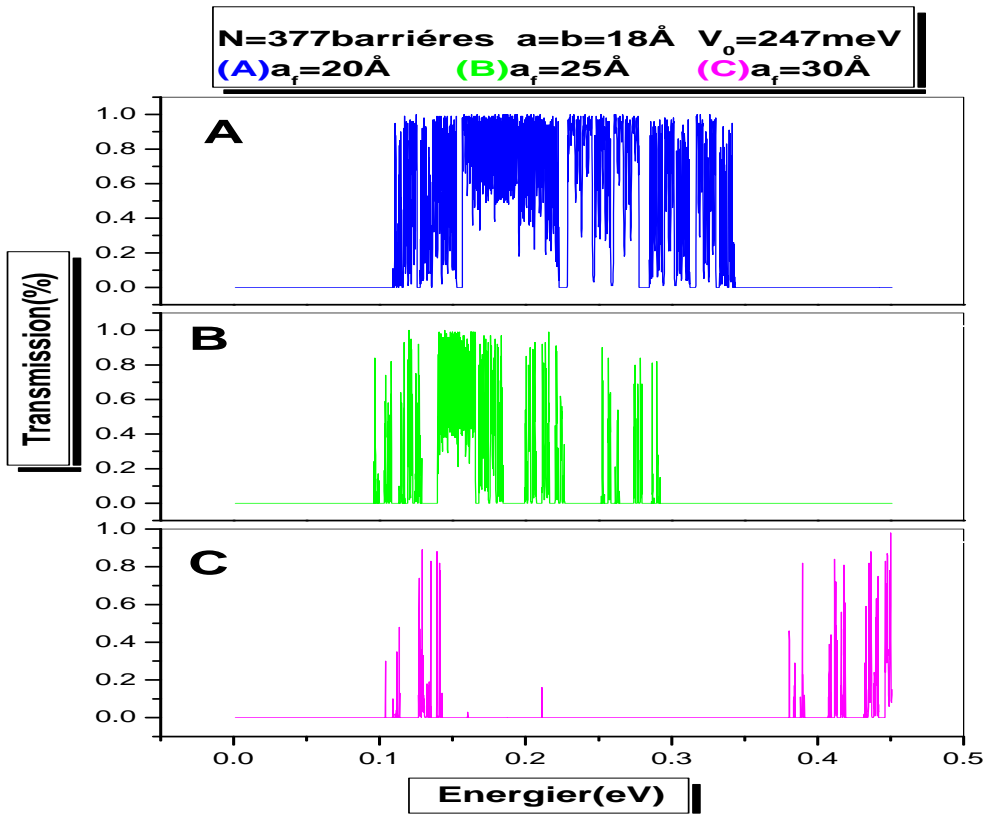 N=377barriéres a=b=18Å V₀=247meV
(A)a_f=20Å (B)a_f=25Å (C)a_f=30Å
A
1.0
0.8
0.6
0.4
0.2
0.0
B
1.0
0.8
0.6
0.4
0.2
0.0
C
1.0
0.8
0.6
0.4
0.2
0.0
Transmission(%)
0.0 0.1 0.2 0.3 0.4 0.5
Energier(eV)